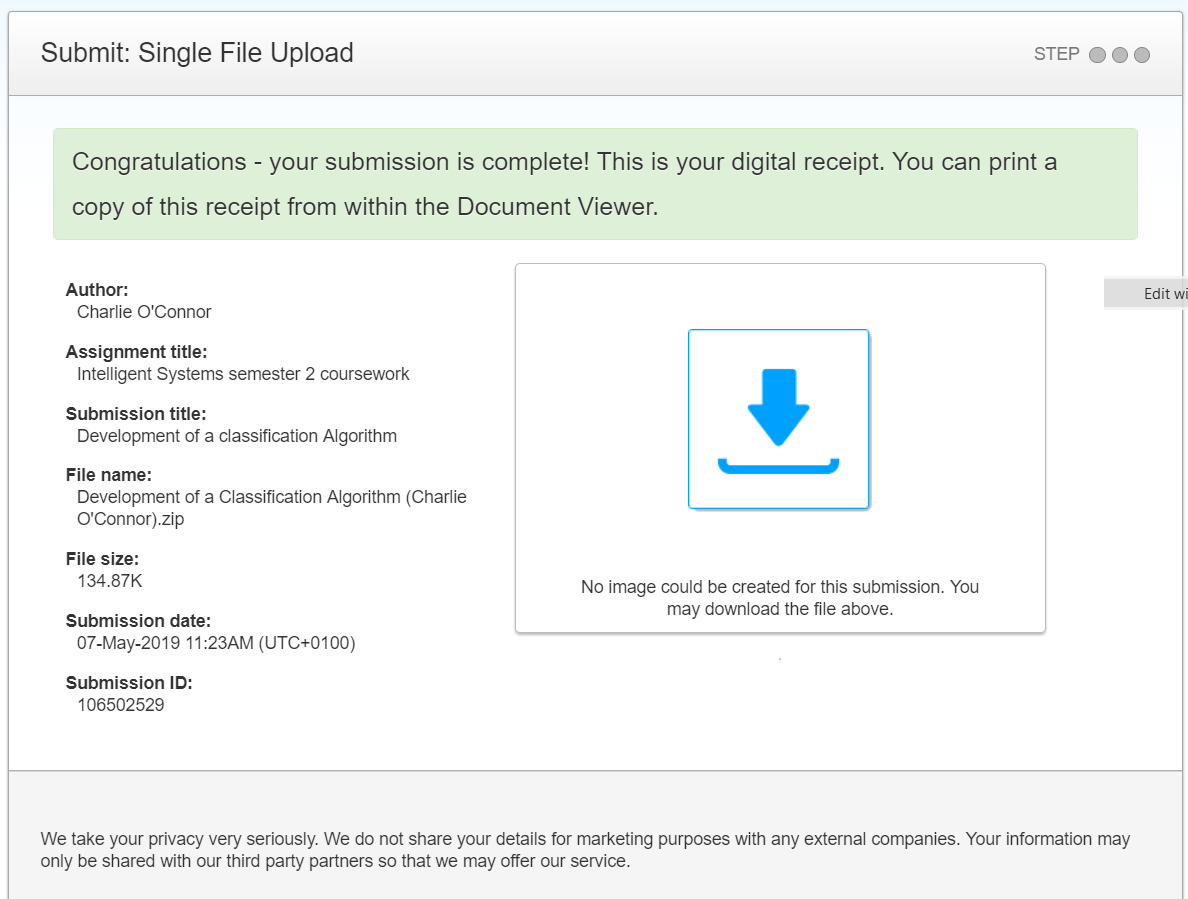 Submit: Single File Upload
STEP
Congratulations - your submission is complete! This is your digital receipt. You can print a
copy of this receipt from within the Document Viewer.
Author:
Charlie O'Connor
Assignment title:
Intelligent Systems semester 2 coursework
Submission title:
Development of a classification Algorithm
File name:
Development of a Classification Algorithm (Charlie
O'Connor).zip
File size:
134.87K
Submission date:
07-May-2019 11:23AM (UTC+0100)
Submission ID:
106502529
No image could be created for this submission. You
may download the file above.
Edit wi
We take your privacy very seriously. We do not share your details for marketing purposes with any external companies. Your information may
only be shared with our third party partners so that we may offer our service.